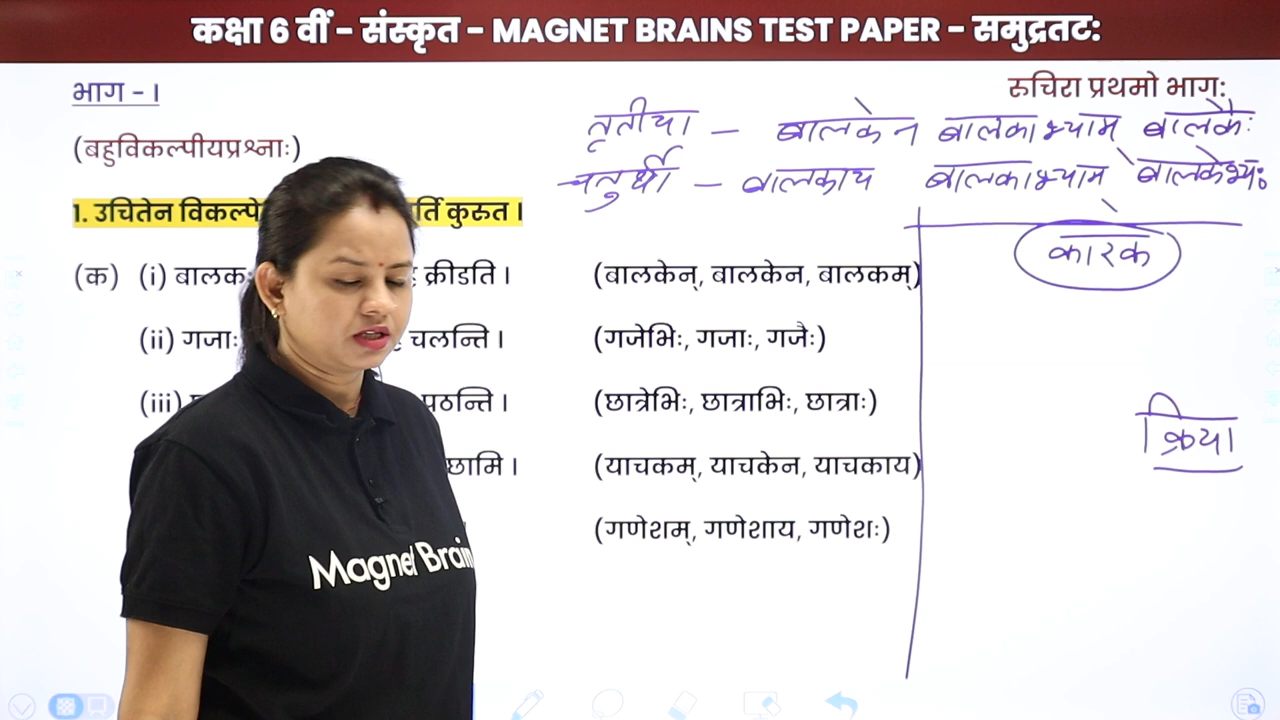 कक्षा 6 वीं - संस्कृत - MAGNET BRAINS TEST PAPER - समुद्रतट:
भाग - I
रुचिरा प्रथमो भाग:
तृतीया - बालकेन बालकाभ्याम् बालकैः
(बहुविकल्पीयप्रश्नाः)
चतुर्थी - बालकाय बालकाभ्याम् बालकेभ्यः
1. उचितेन कुरुत।
कारक
(क) (i) क्रीडति। (बालकेन्, बालकेन, बालकम्)
(ii) गजाः चलन्ति। (गजेभिः, गजाः, गजैः)
(iii) पठन्ति। (छात्रेभिः, छात्राभिः, छात्राः)
क्रिया
(याचकम्, याचकेन, याचकाय)
(गणेशम्, गणेशाय, गणेशः)
Magnet Brain